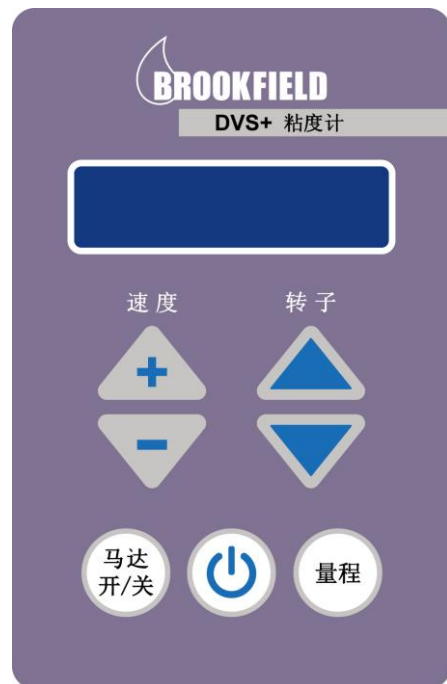 BROOKFIELD
DVS+ 粘度计
速度 转子
+
-
马达
开/关
量程